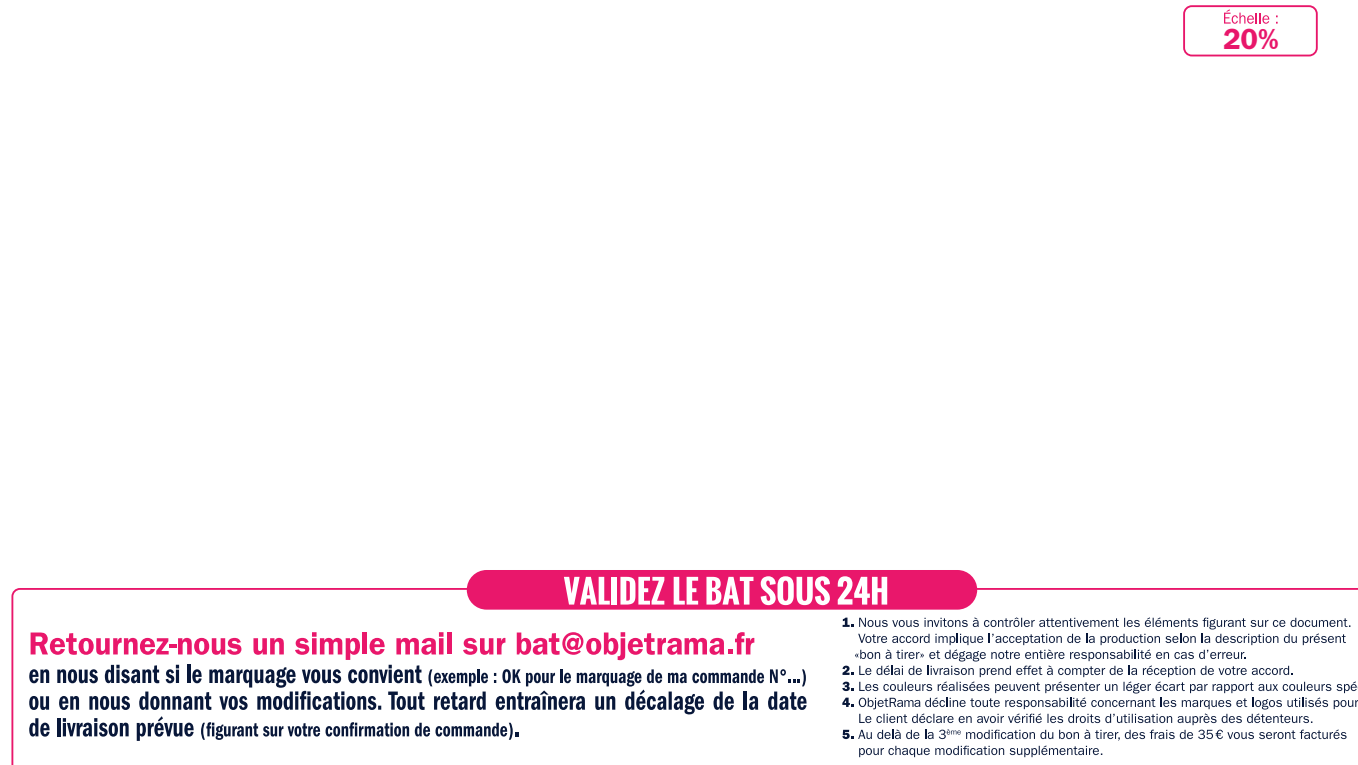 Échelle :
20%
VALIDEZ LE BAT SOUS 24H
Retournez-nous un simple mail sur bat@objetrama.fr
en nous disant si le marquage vous convient (exemple : OK pour le marquage de ma commande N°...)
ou en nous donnant vos modifications. Tout retard entraînera un décalage de la date
de livraison prévue (figurant sur votre confirmation de commande).
1. Nous vous invitons à contrôler attentivement les éléments figurant sur ce document.
Votre accord implique l'acceptation de la production selon la description du présent
«bon à tirer» et dégage notre entière responsabilité en cas d'erreur.
2. Le délai de livraison prend effet à compter de la réception de votre accord.
3. Les couleurs réalisées peuvent présenter un léger écart par rapport aux couleurs spé
4. ObjetRama décline toute responsabilité concernant les marques et logos utilisés pour
Le client déclare en avoir vérifié les droits d'utilisation auprès des détenteurs.
5. Au delà de la 3ème modification du bon à tirer, des frais de 35 € vous seront facturés
pour chaque modification supplémentaire.